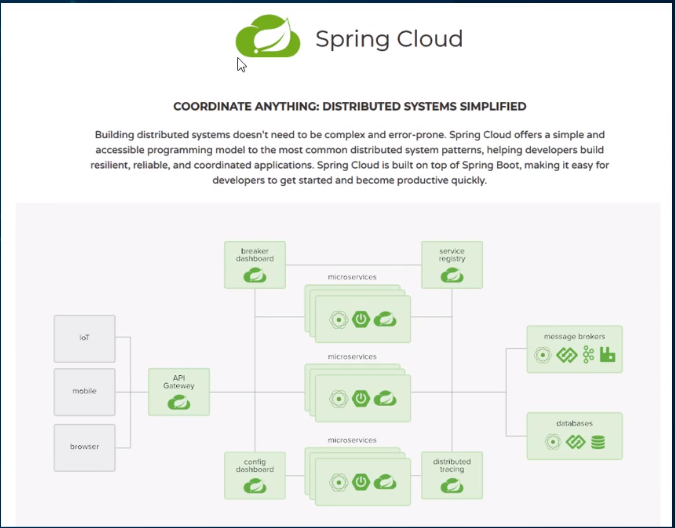 Spring Cloud
COORDINATE ANYTHING: DISTRIBUTED SYSTEMS SIMPLIFIED
Building distributed systems doesn't need to be complex and error-prone. Spring Cloud offers a simple and
accessible programming model to the most common distributed system patterns, helping developers build
resilient, reliable, and coordinated applications. Spring Cloud is built on top of Spring Boot, making it easy for
developers to get started and become productive quickly.
breaker
dashboard
service
registry
microservices
IoT
message brokers
microservices
API
Gateway
mobile
databases
microservices
browser
config
dashboard
distributed
tracing